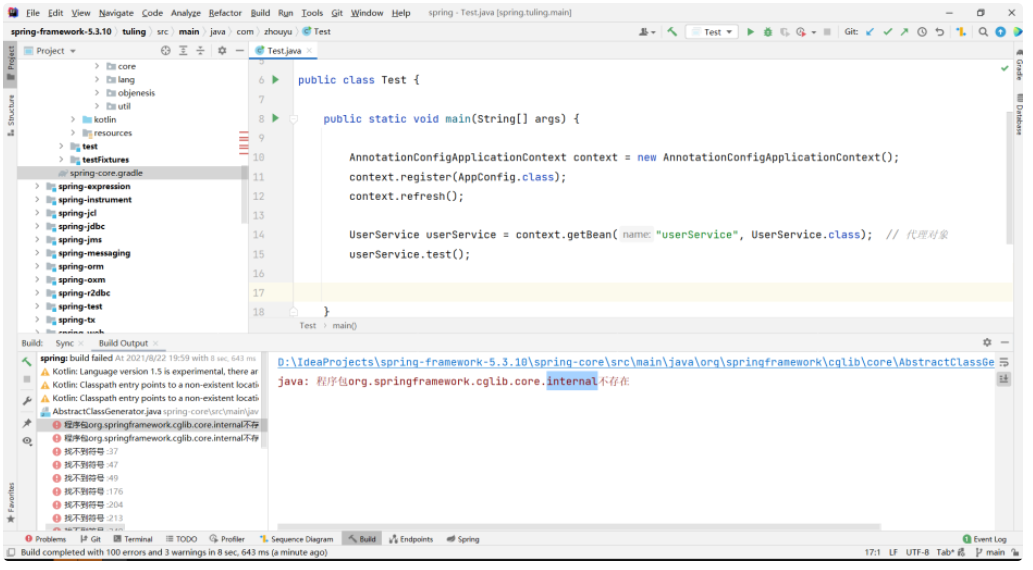 File Edit View Navigate Code Analyze Refactor Build Run Tools Git Window Help spring - Test.java [spring.tuling.main]
spring-framework-5.3.10 tuling src main java com zhouyu Test Test Git:
Project Test.java
Project
core
lang
objenesis
util
kotlin
resources
test
testFixtures
spring-core.gradle
spring-expression
spring-instrument
spring-jcl
spring-jdbc
spring-jms
spring-messaging
spring-orm
spring-oxm
spring-r2dbc
spring-test
spring-tx
spring-web
Structure
Favorites
Gradle
Database
5
6 public class Test {
7
8 public static void main(String[] args) {
9
10 AnnotationConfigApplicationContext context = new AnnotationConfigApplicationContext();
11 context.register(AppConfig.class);
12 context.refresh();
13
14 UserService userService = context.getBean( name: "userService", UserService.class); // 代理对象
15 userService.test();
16
17
18 }
Test main()
Build: Sync Build Output
spring: build failed At 2021/8/22 19:59 with 8 sec, 643 ms
Kotlin: Language version 1.5 is experimental, there ar
Kotlin: Classpath entry points to a non-existent locati
Kotlin: Classpath entry points to a non-existent locati
AbstractClassGenerator.java spring-core\src\main\jav
程序包org.springframework.cglib.core.internal不存
程序包org.springframework.cglib.core.internal不存
找不到符号 :37
找不到符号 :47
找不到符号 :49
找不到符号 :176
找不到符号 :204
找不到符号 :213
D:\IdeaProjects\spring-framework-5.3.10\spring-core\src\main\java\org\springframework\cglib\core\AbstractClassGe
java: 程序包org.springframework.cglib.core.internal不存在
Problems Git Terminal TODO Profiler Sequence Diagram Build Endpoints Spring Event Log
Build completed with 100 errors and 3 warnings in 8 sec, 643 ms (a minute ago) 17:1 LF UTF-8 Tab* main